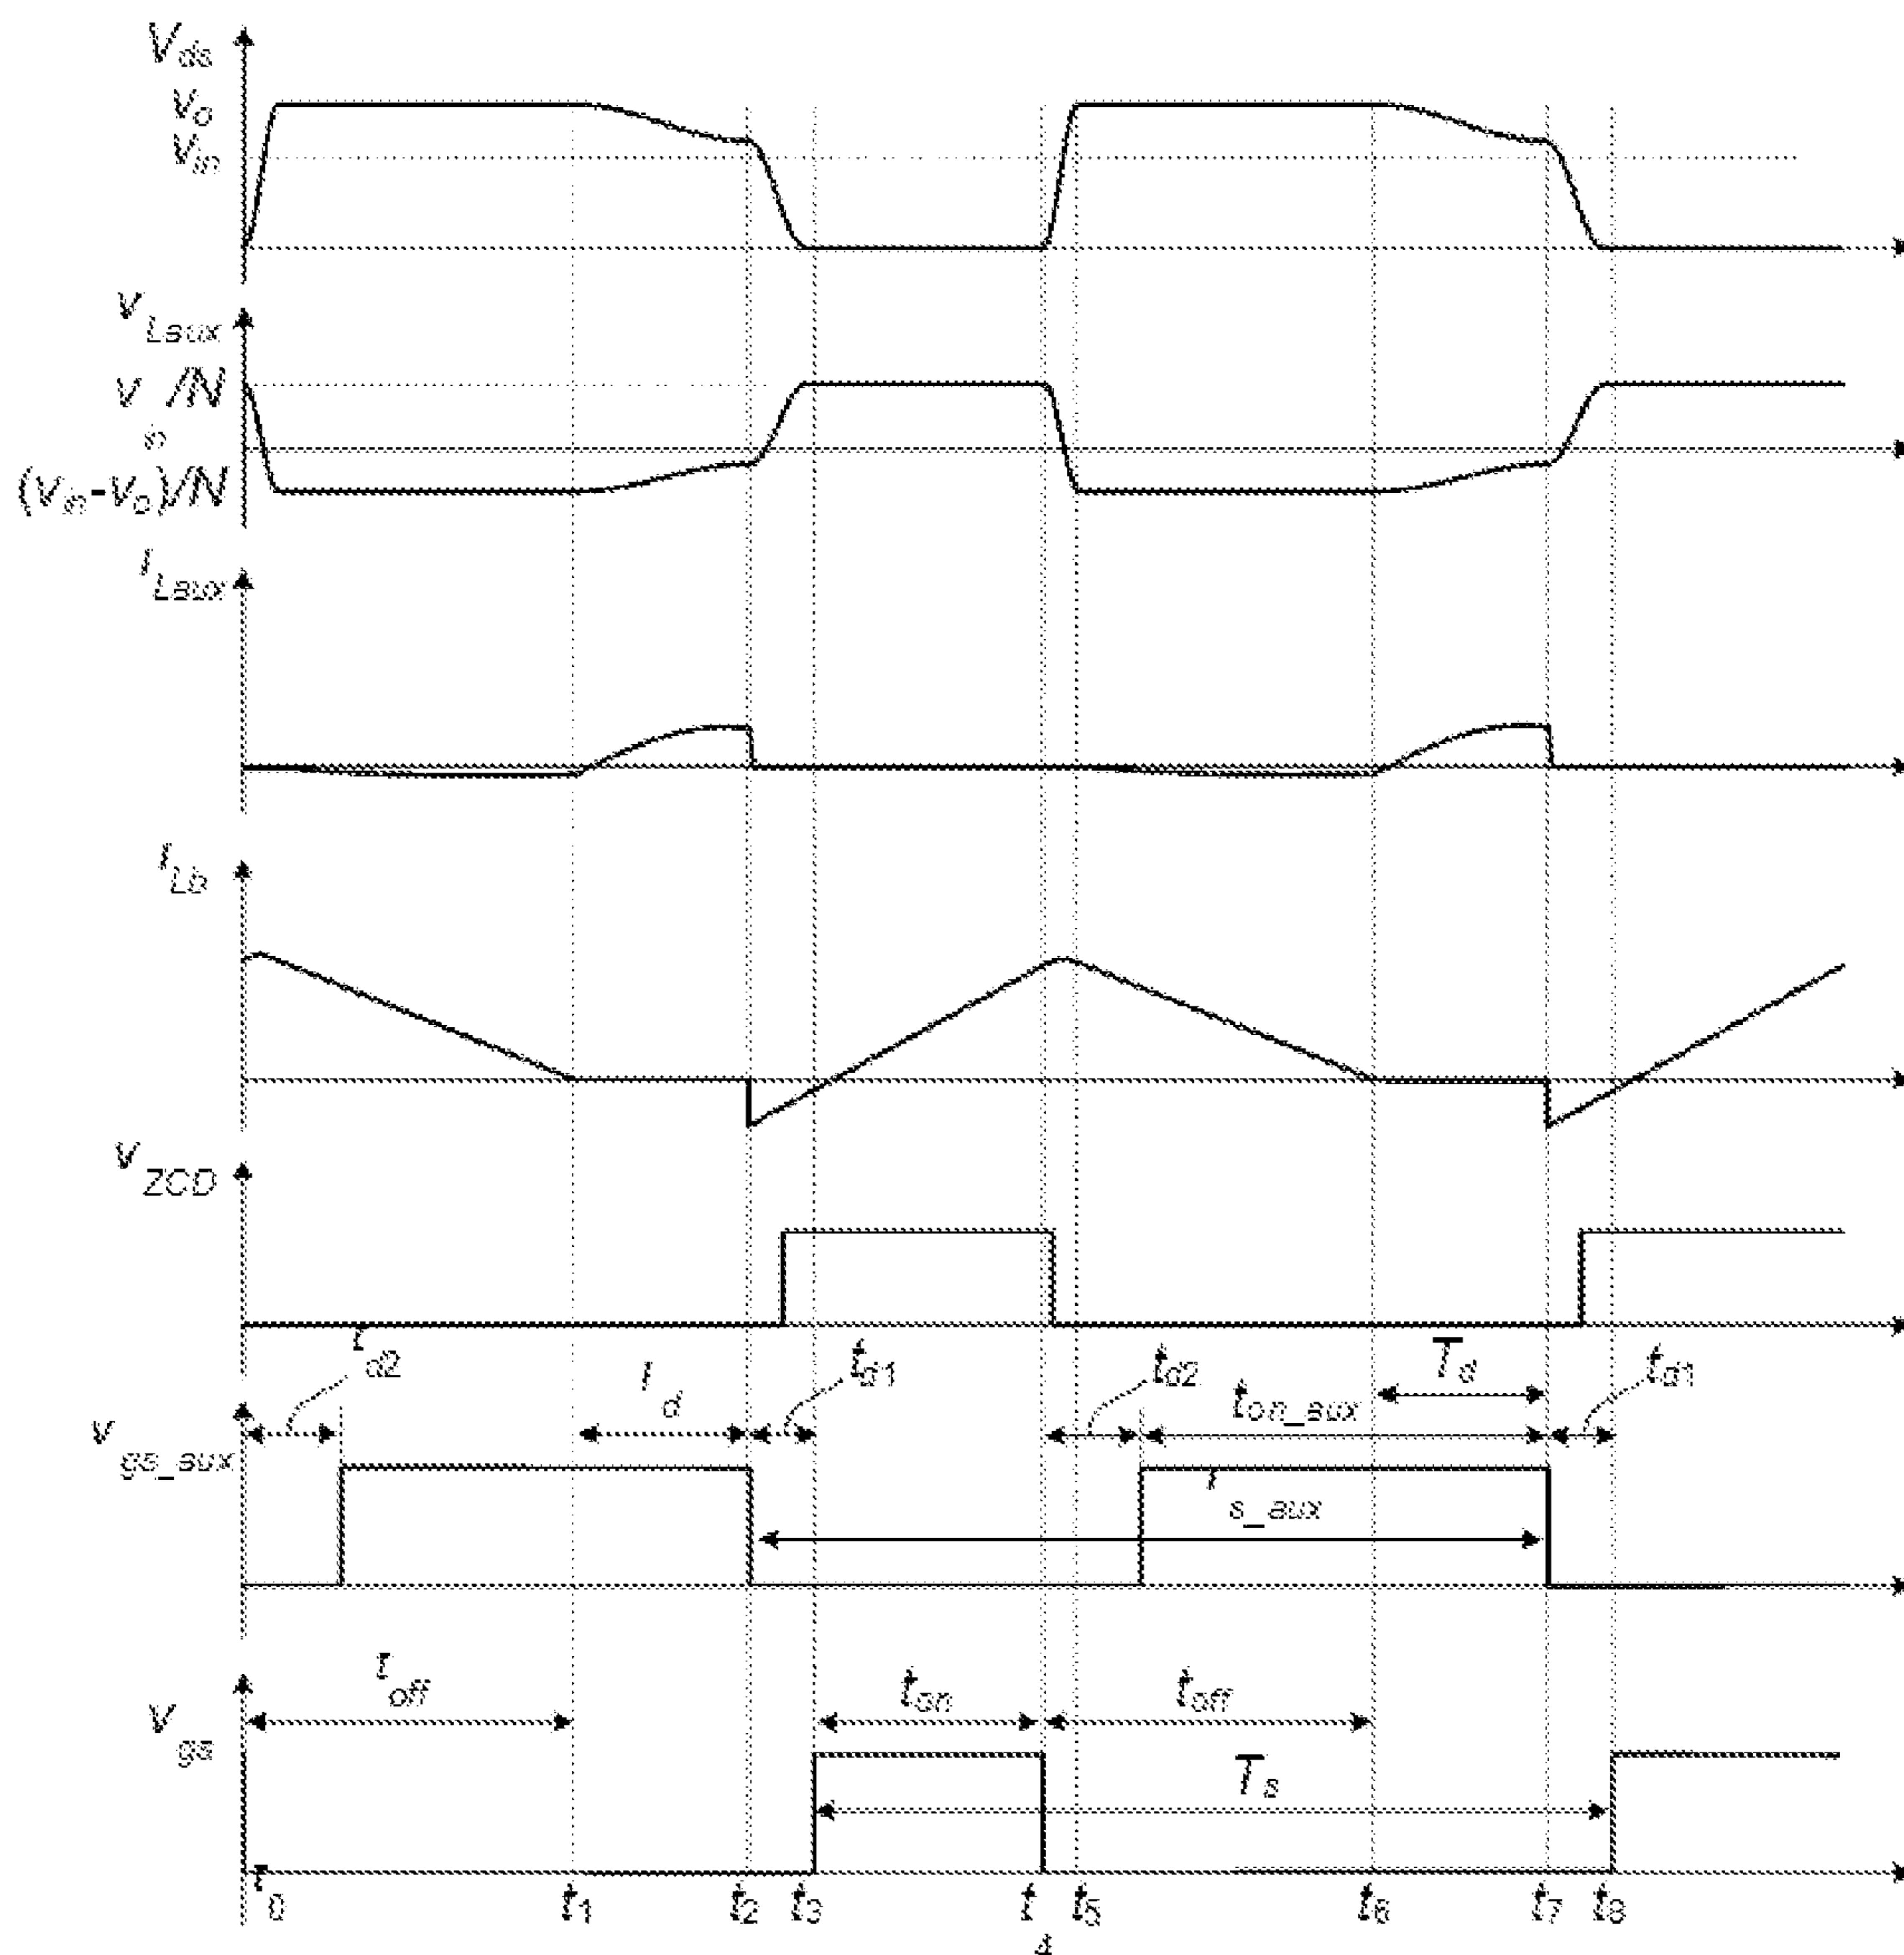 Vds
vo
vin
vLaux
vin/N
(vin-vo)/N
iLaux
iLb
vZCD
td2
Td
td1
td2
Td
td1
ton_aux
vgs_aux
Ts_aux
toff
ton
toff
Vgs
Ts
t0
t1
t2
t3
t4
t5
t6
t7
t8